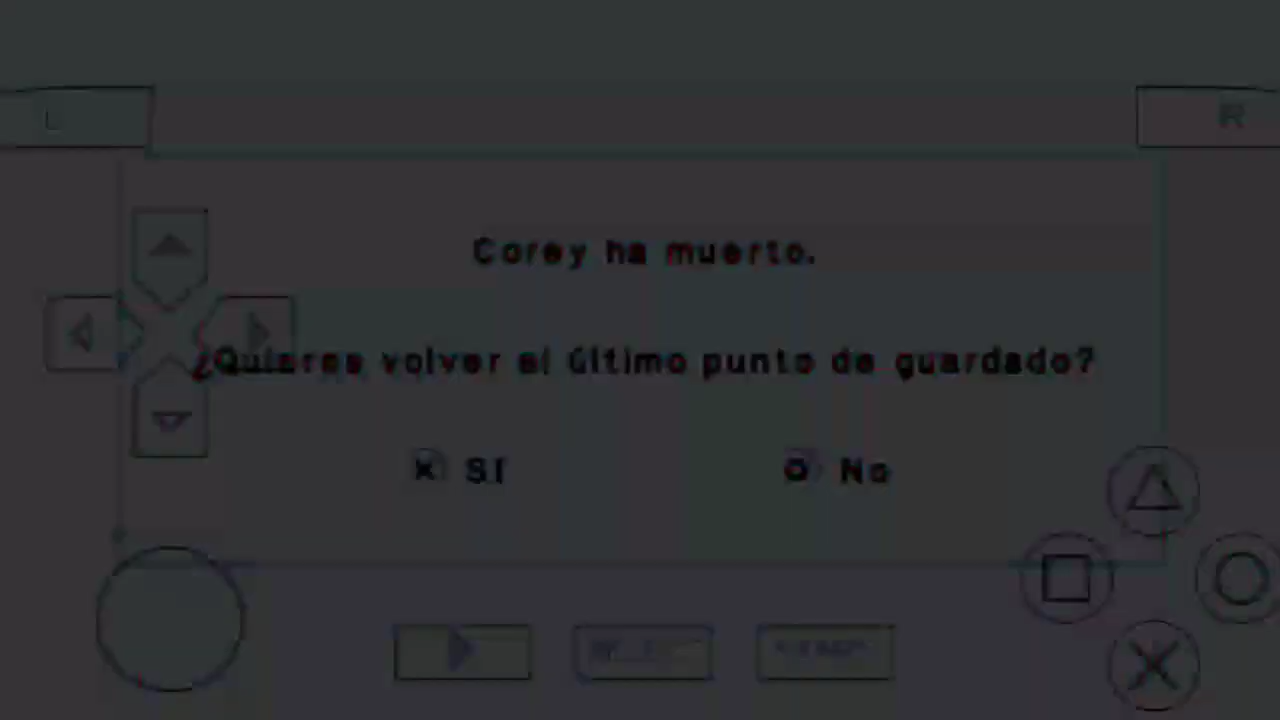 L R
Corey ha muerto.
¿Quieres volver al último punto de guardado?
Sí No